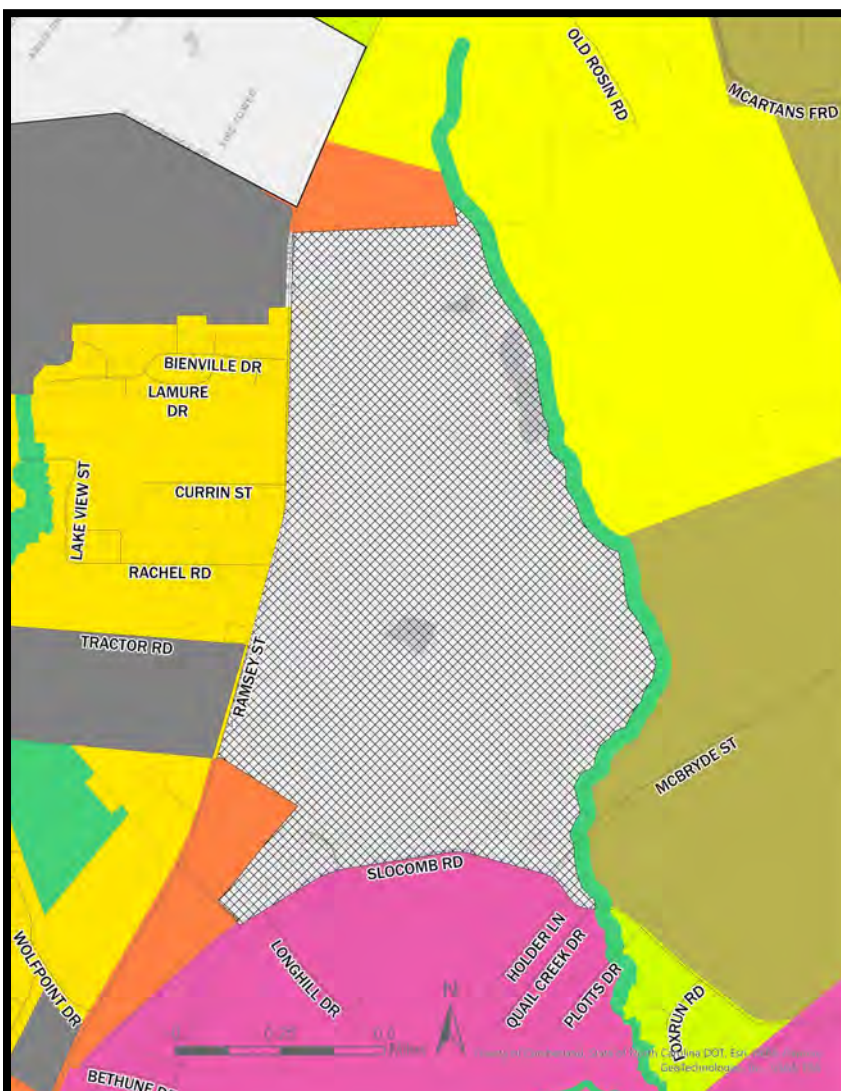 OLD ROSIN RD
MCARTANS FRD
BIENVILLE DR
LAMURE
DR
CURRIN ST
LAKE VIEW ST
RACHEL RD
TRACTOR RD
RAMSEY ST
MCBRYDE ST
SLOCOMB RD
HOLDER LN
QUAIL CREEK DR
PLOTTS DR
LONGHILL DR
WOLFPOINT DR
FOXRUN RD
N
BETHUNE